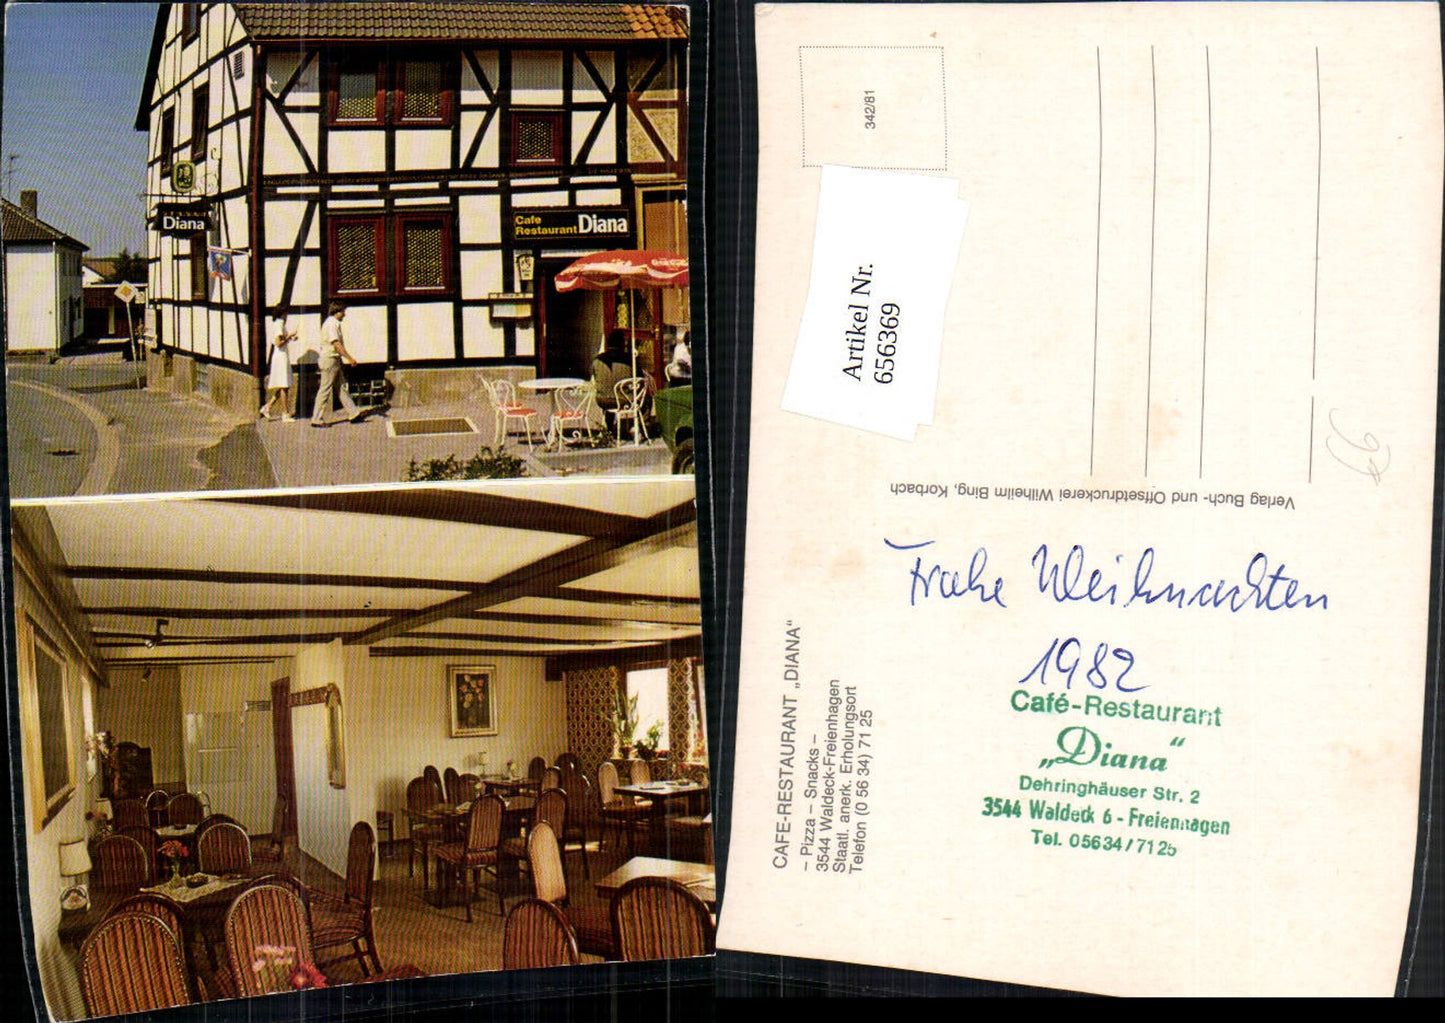 Diana
Cafe
Restaurant Diana
342/81
Artikel Nr.
656369
Verlag Buch- und Offsetdruckerei Wilhelm Bing, Korbach
Frohe Weihnachten
1982
Café-Restaurant
„Diana“
Dehringhäuser Str. 2
3544 Waldeck 6 - Freienhagen
Tel. 05634/7125
CAFE-RESTAURANT „DIANA“
– Pizza – Snacks –
3544 Waldeck-Freienhagen
Staatl. anerk. Erholungsort
Telefon (0 56 34) 71 25